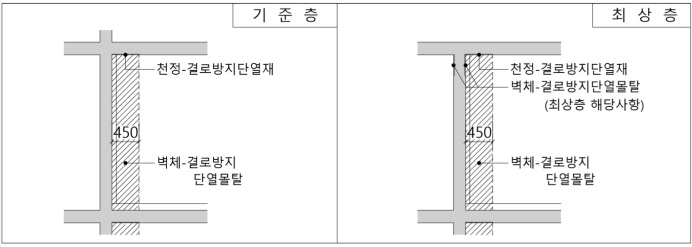 기 준 층
천정-결로방지단열재
450
벽체-결로방지
단열몰탈
최 상 층
천정-결로방지단열재
벽체-결로방지단열몰탈
(최상층 해당사항)
450
벽체-결로방지
단열몰탈